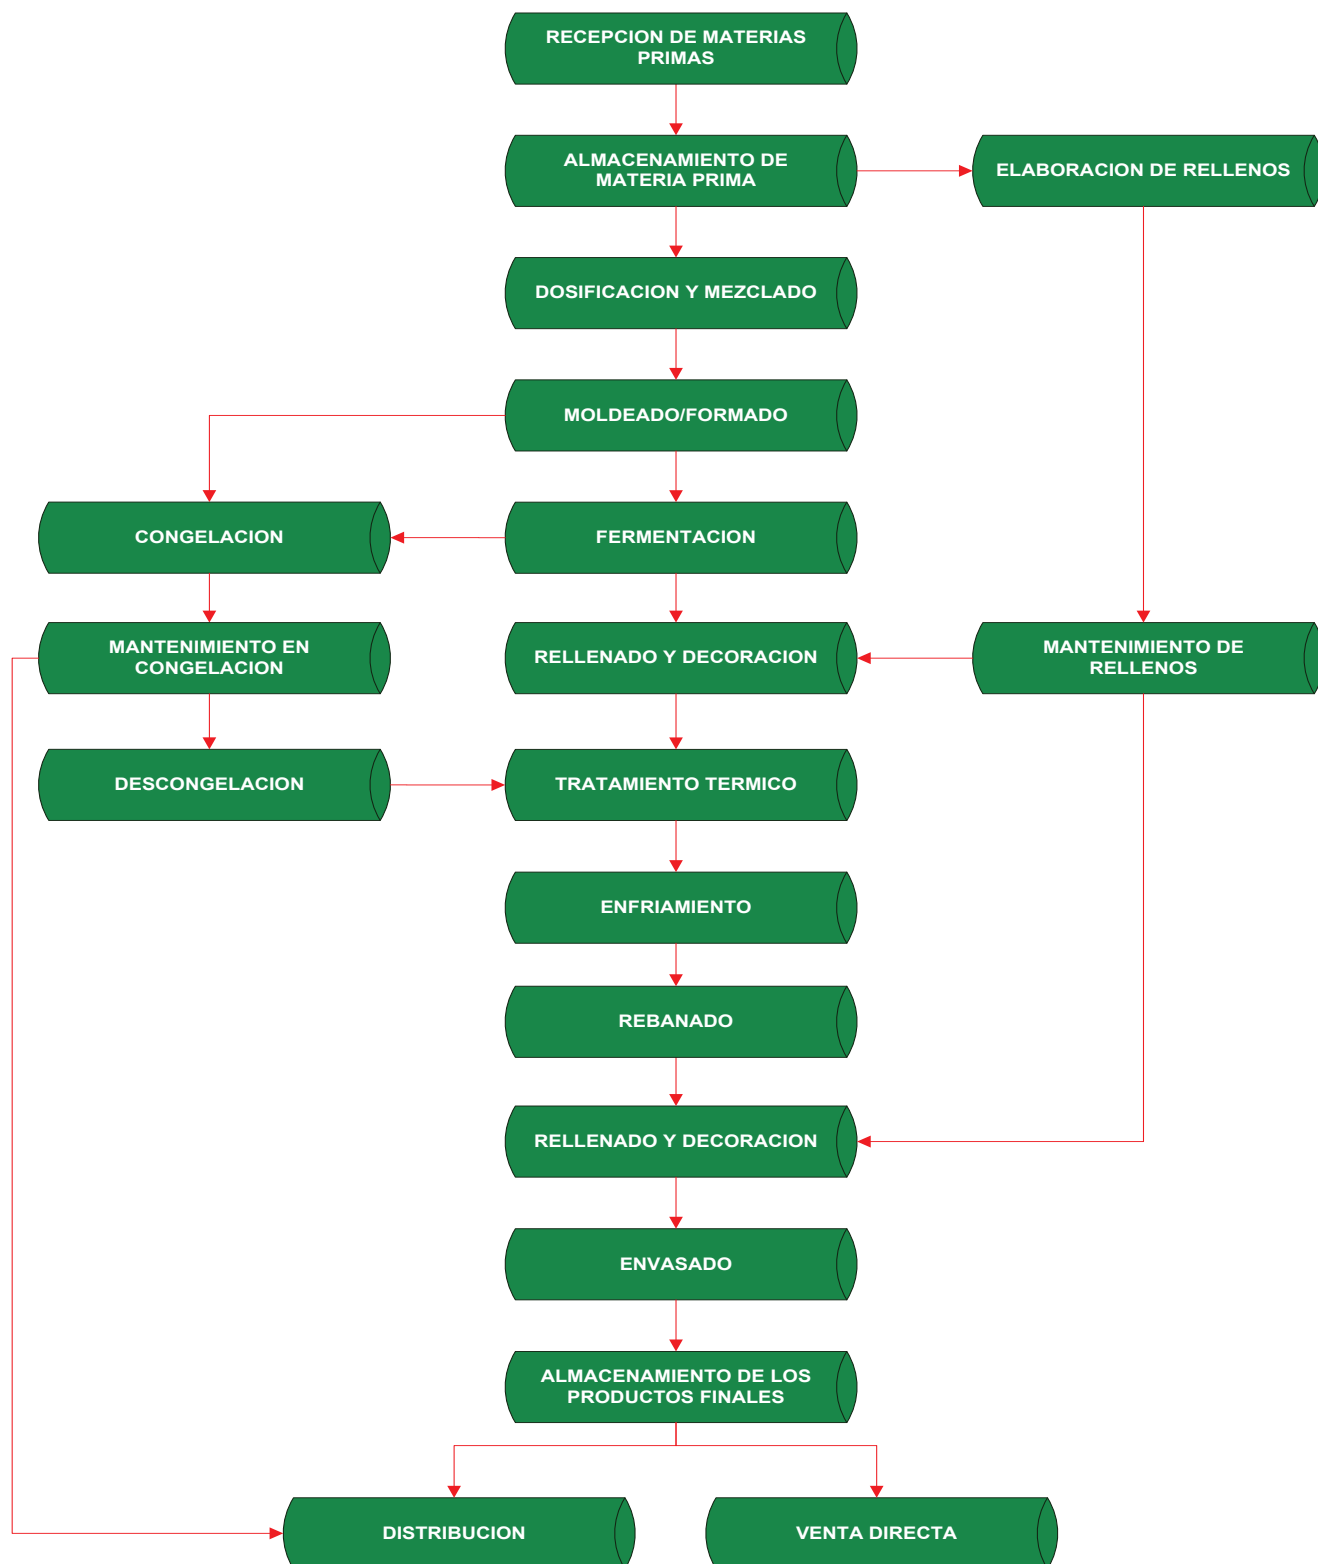 RECEPCION DE MATERIAS
PRIMAS
ALMACENAMIENTO DE
MATERIA PRIMA
ELABORACION DE RELLENOS
DOSIFICACION Y MEZCLADO
MOLDEADO/FORMADO
CONGELACION
FERMENTACION
MANTENIMIENTO EN
CONGELACION
RELLENADO Y DECORACION
MANTENIMIENTO DE
RELLENOS
DESCONGELACION
TRATAMIENTO TERMICO
ENFRIAMIENTO
REBANADO
RELLENADO Y DECORACION
ENVASADO
ALMACENAMIENTO DE LOS
PRODUCTOS FINALES
DISTRIBUCION
VENTA DIRECTA